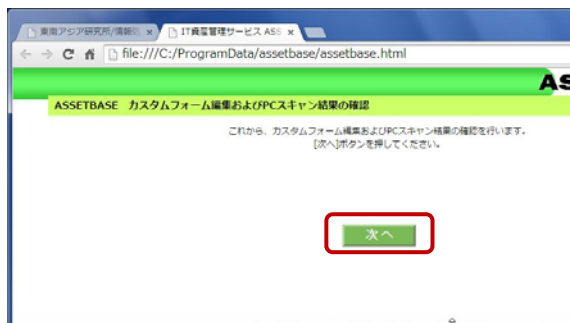 東南アジア研究所/情報
IT資産管理サービス ASS
file:///C:/ProgramData/assetbase/assetbase.html
AS
ASSETBASE カスタムフォーム編集およびPCスキャン結果の確認
これから、カスタムフォーム編集およびPCスキャン結果の確認を行います。
[次へ]ボタンを押してください。
次へ